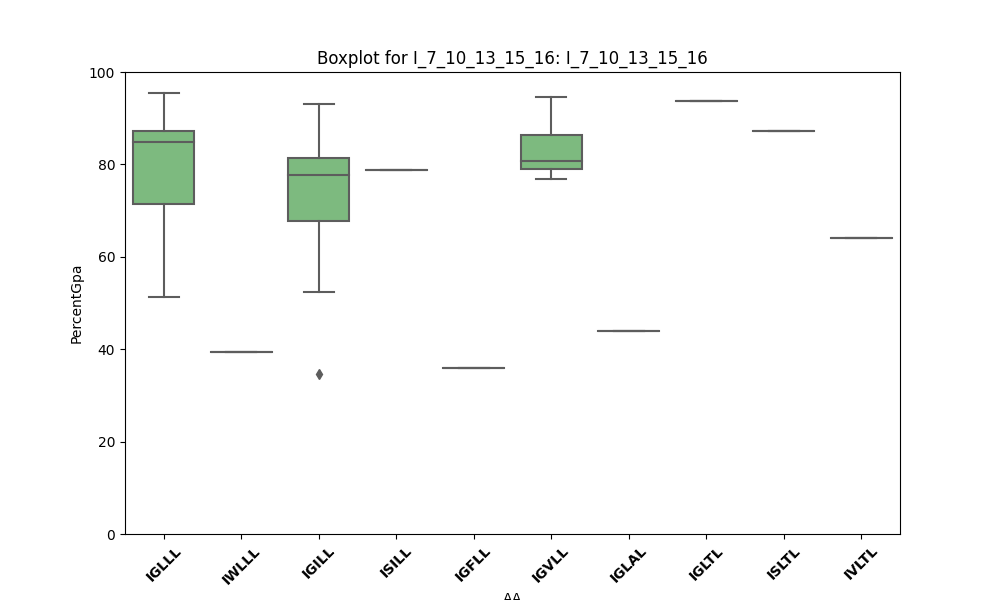 Boxplot for I_7_10_13_15_16: I_7_10_13_15_16
100
80
60
40
20
0
PercentGpa
IGLLL
IWLLL
IGILL
ISILL
IGFLL
IGVLL
IGLAL
IGLTL
ISLTL
IVLTL
AA